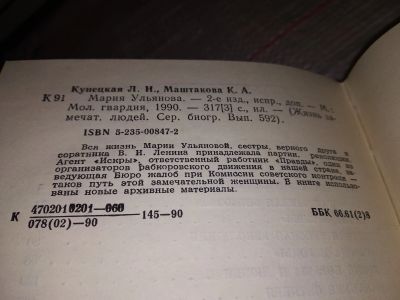 Кунецкая Л. И., Маштакова К. А.
К 91 Мария Ульянова. — 2-е изд., испр., доп. — М.:
Мол. гвардия, 1990. — 317[3] с., ил. — (Жизнь за-
мечат. людей. Сер. биогр. Вып. 592).
ISBN 5-235-00847-2
Вся жизнь Марии Ульяновой, сестры, верного друга и
соратника В. И. Ленина принадлежала партии, революции.
Агент «Искры», ответственный работник «Правды», один из
организаторов рабкоровского движения в нашей стране, за-
ведующая Бюро жалоб при Комиссии советского контроля —
таков путь этой замечательной женщины. В книге использо-
ваны новые архивные материалы.
К 4702010201—060
078(02)—90 145—90 ББК 66.61(2)8